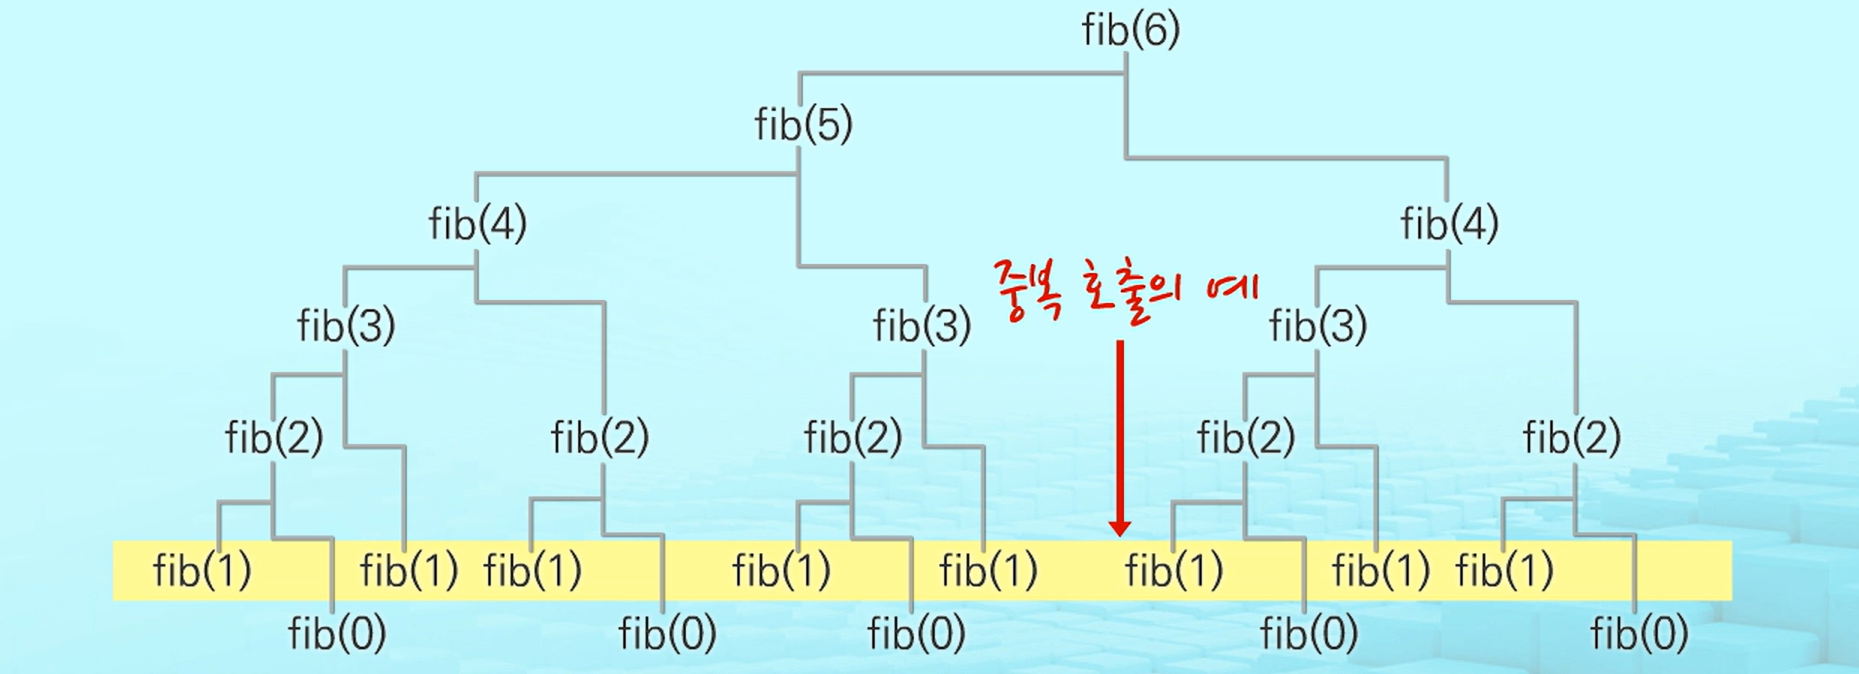 fib(6)
fib(5)
fib(4) fib(4)
중복 호출의 예
fib(3) fib(3) fib(3)
fib(2) fib(2) fib(2) fib(2) fib(2)
fib(1) fib(1) fib(1) fib(1) fib(1) fib(1) fib(1) fib(1)
fib(0) fib(0) fib(0) fib(0) fib(0)